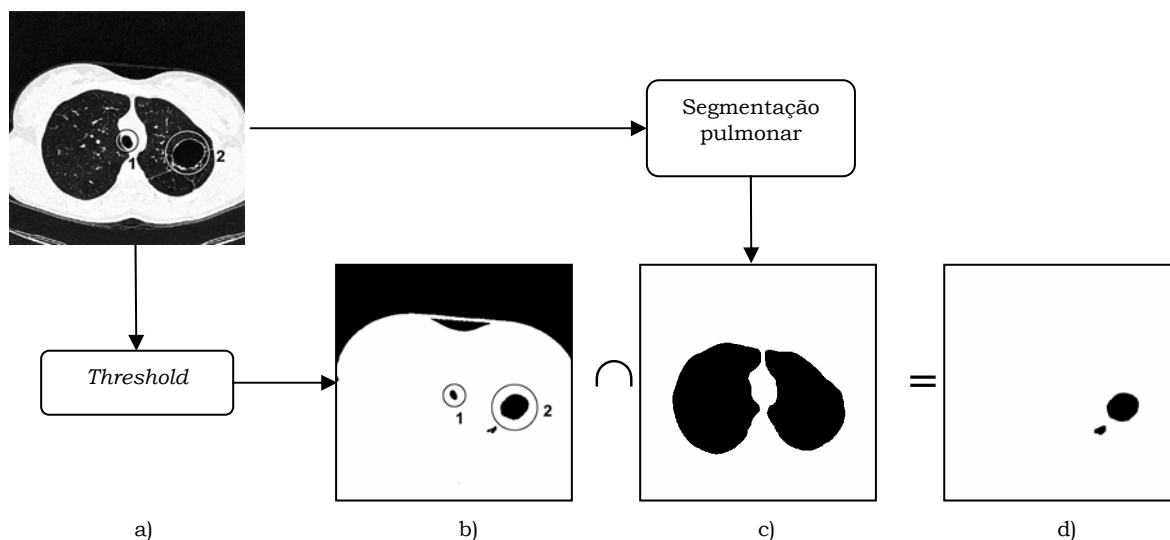 Segmentação
pulmonar
1
2
Threshold
1
2
∩
=
a)
b)
c)
d)